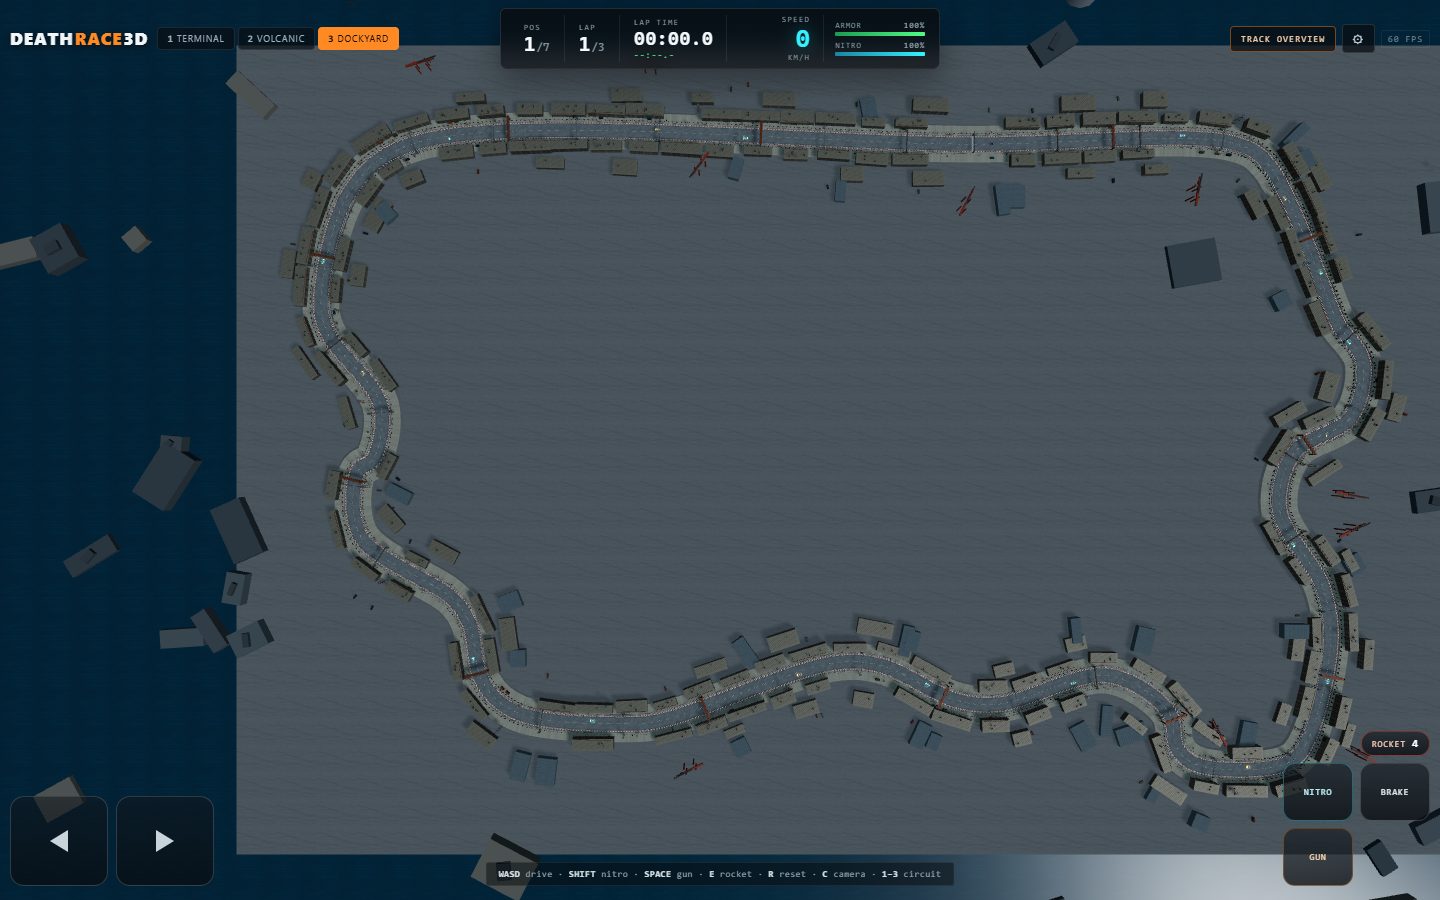 DEATHRACE3D
1 TERMINAL
2 VOLCANIC
3 DOCKYARD
POS
1/7
LAP
1/3
LAP TIME
00:00.0
--:--.-
SPEED
0
KM/H
ARMOR 100%
NITRO 100%
TRACK OVERVIEW
60 FPS
ROCKET 4
NITRO
BRAKE
GUN
WASD drive · SHIFT nitro · SPACE gun · E rocket · R reset · C camera · 1–3 circuit